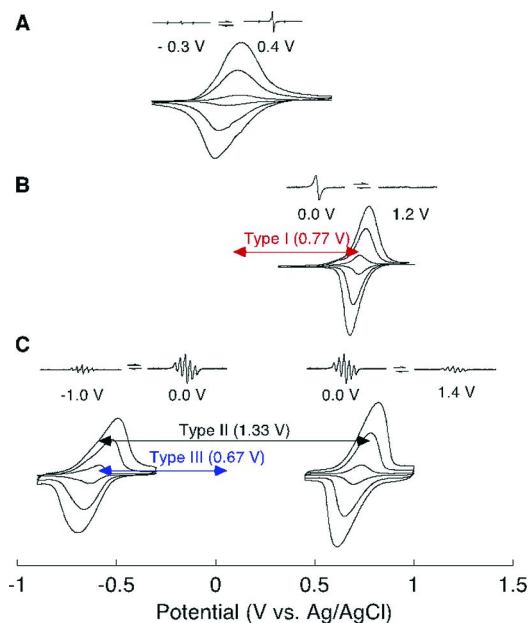 A
- 0.3 V 0.4 V
B
0.0 V 1.2 V
Type I (0.77 V)
C
-1.0 V 0.0 V 0.0 V 1.4 V
Type II (1.33 V)
Type III (0.67 V)
-1 -0.5 0 0.5 1 1.5
Potential (V vs. Ag/AgCl)